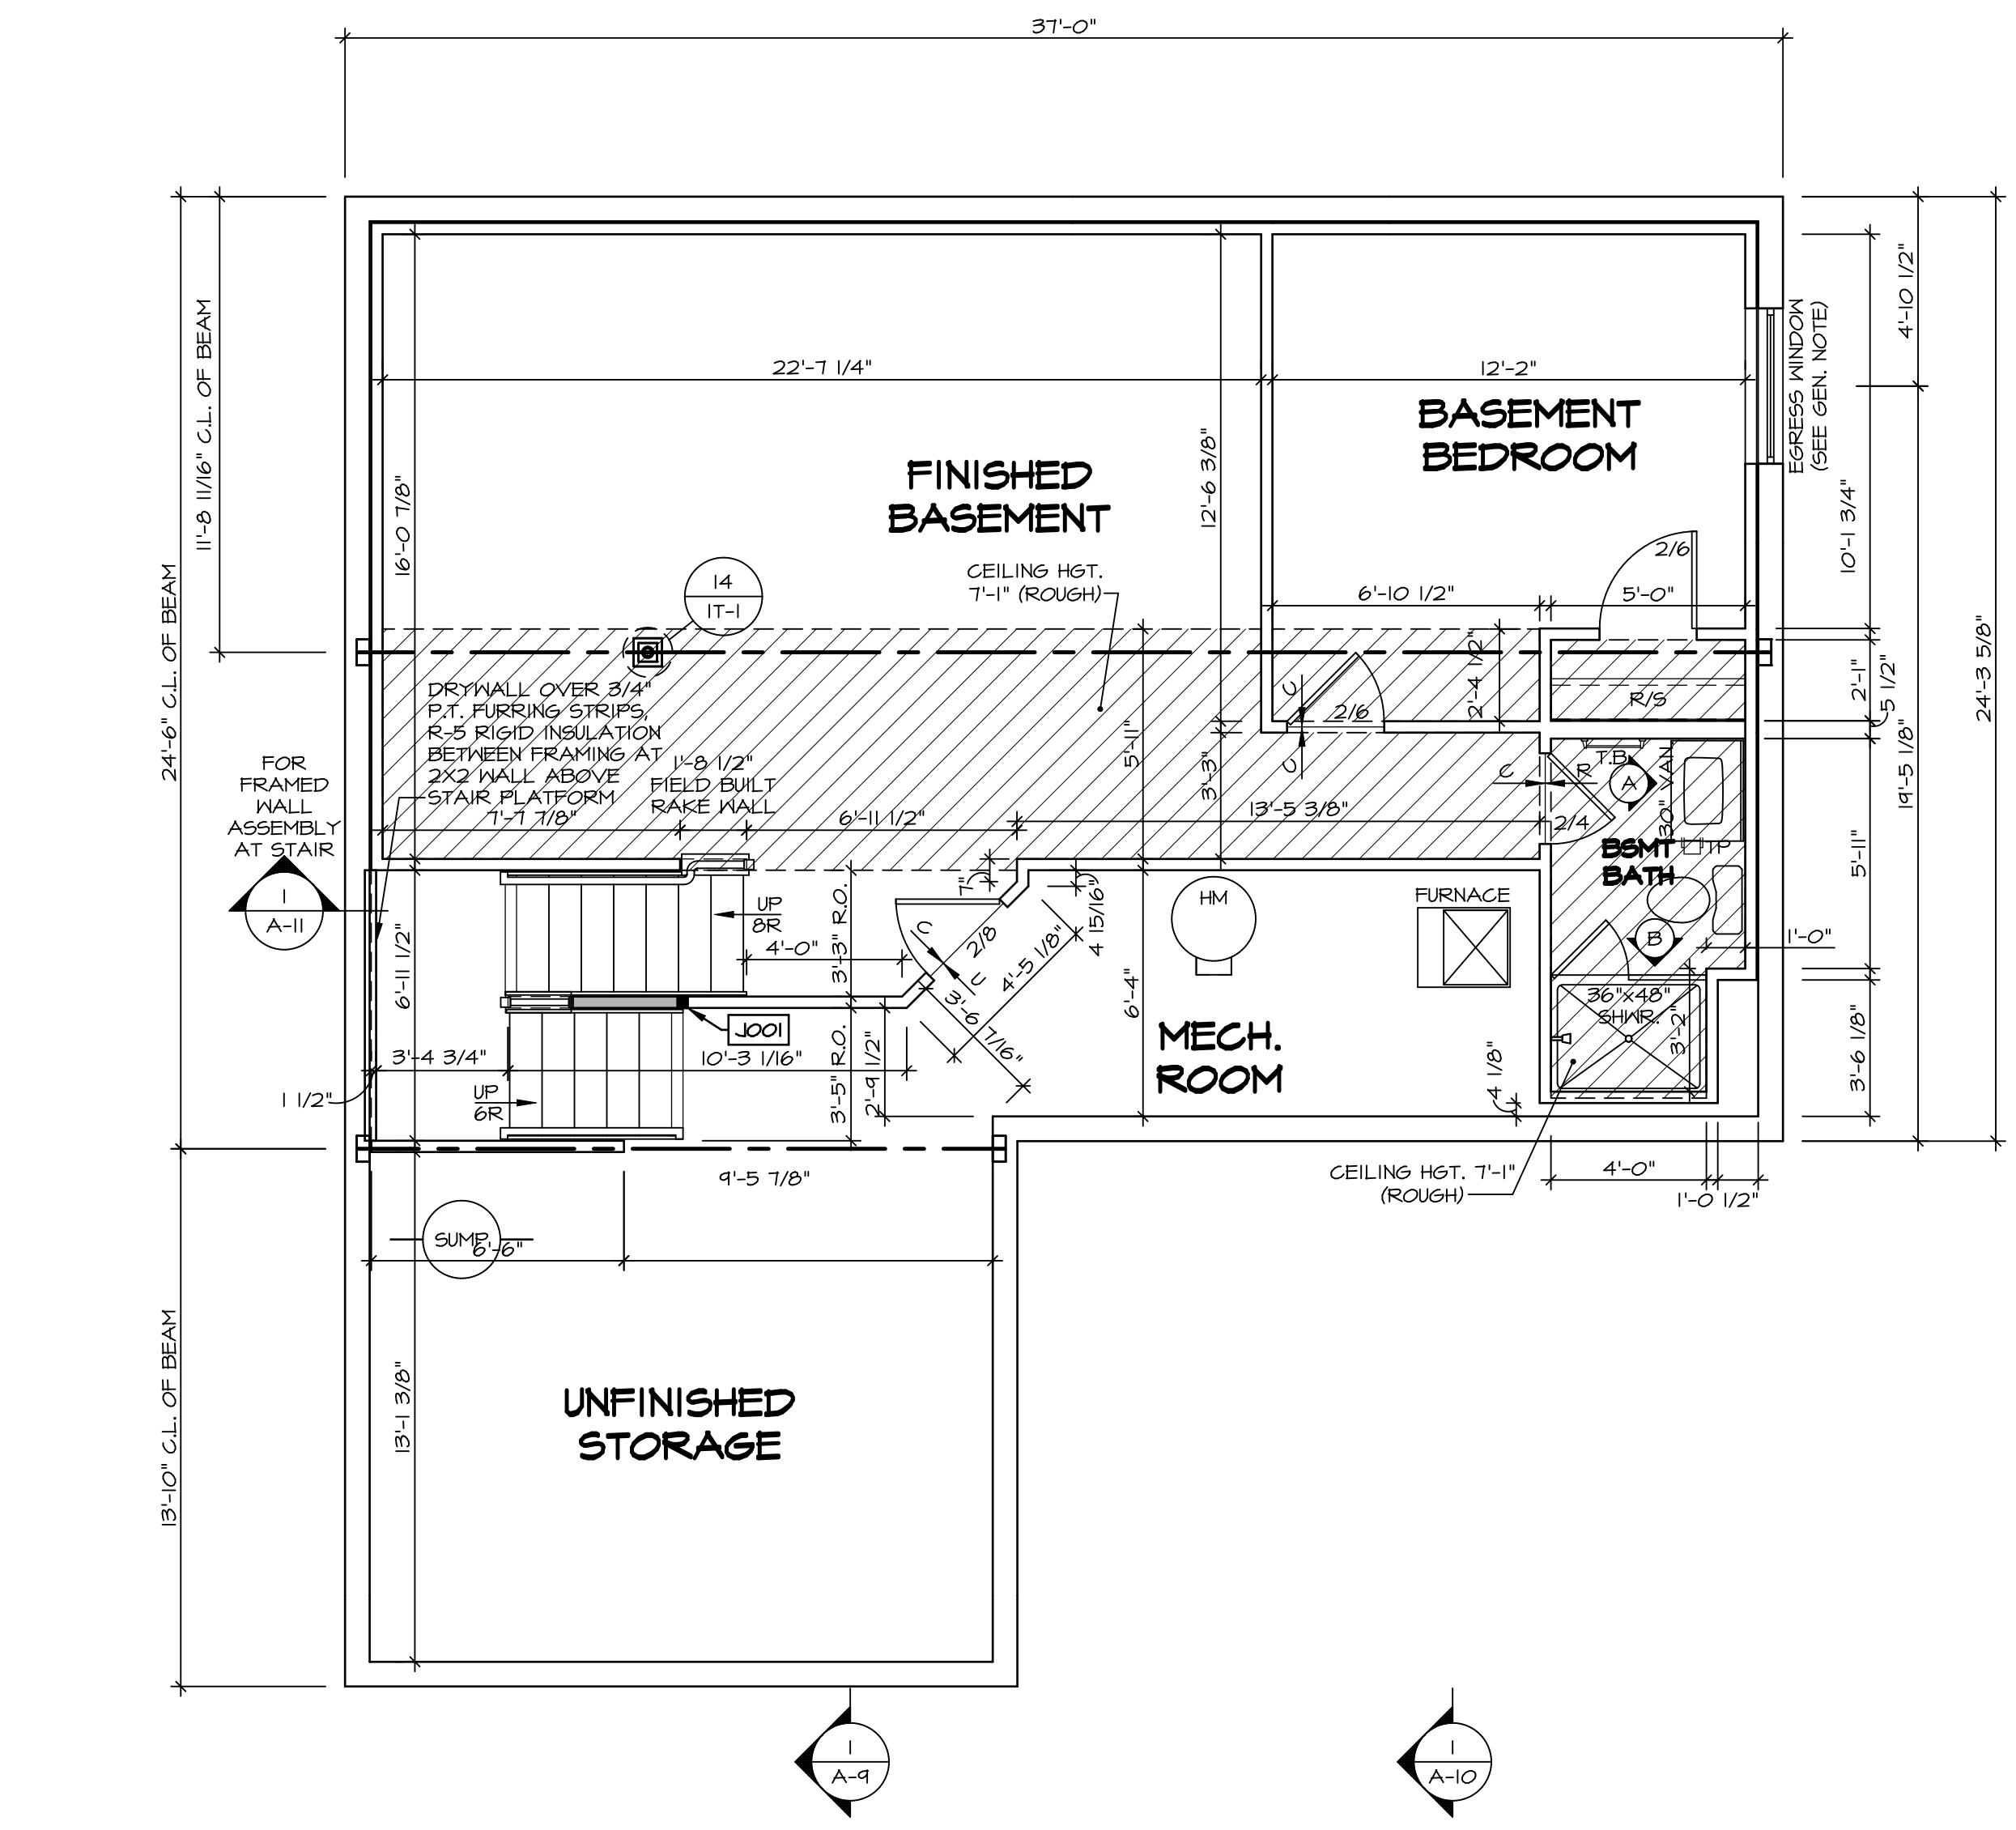 37'-0"
11'-8 11/16" C.L. OF BEAM
24'-6" C.L. OF BEAM
13'-10" C.L. OF BEAM
4'-10 1/2"
EGRESS WINDOW
(SEE GEN. NOTE)
10'-1 3/4"
24'-3 5/8"
19'-5 1/8"
2'-1"
5 1/2"
5'-11"
3'-6 1/8"
22'-7 1/4"
12'-2"
BASEMENT
BEDROOM
FINISHED
BASEMENT
12'-6 3/8"
16'-0 7/8"
CEILING HGT.
7'-1" (ROUGH)
14
1T-1
2/6
6'-10 1/2"
5'-0"
2'-4 1/2"
DRYWALL OVER 3/4"
P.T. FURRING STRIPS,
R-5 RIGID INSULATION
BETWEEN FRAMING AT
2X2 WALL ABOVE
STAIR PLATFORM
1'-8 1/2"
FIELD BUILT
RAKE WALL
C
2/6
C
R/S
5'-11"
3'-3"
13'-5 3/8"
7'-7 7/8"
6'-11 1/2"
FOR
FRAMED
WALL
ASSEMBLY
AT STAIR
1
A-11
C
R
T.B.
A
30" VAN
2/4
TP
BSMT
BATH
B
1'-0"
UP
8R
4'-0"
3'-3" R.O.
7"
4 15/16"
C
C
2/8
4'-5 1/8"
3'-6 7/16"
HM
FURNACE
6'-11 1/2"
6'-4"
MECH.
ROOM
36"x48"
SHWR.
3'-2"
J001
3'-4 3/4"
10'-3 1/16"
3'-5" R.O.
2'-9 1/2"
4 1/8"
1 1/2"
UP
6R
9'-5 7/8"
CEILING HGT. 7'-1"
(ROUGH)
4'-0"
1'-0 1/2"
SUMP
6'-6"
13'-1 3/8"
UNFINISHED
STORAGE
1
A-9
1
A-10